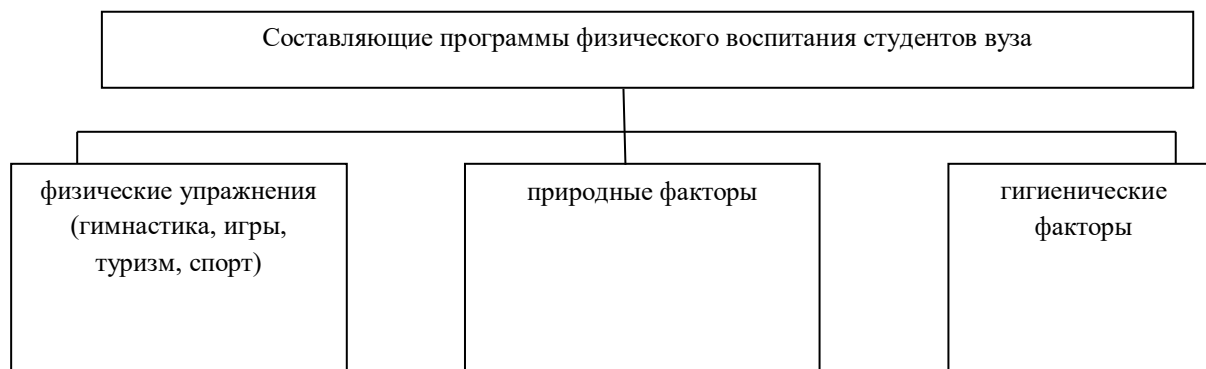 Составляющие программы физического воспитания студентов вуза
физические упражнения
(гимнастика, игры,
туризм, спорт)
природные факторы
гигиенические
факторы